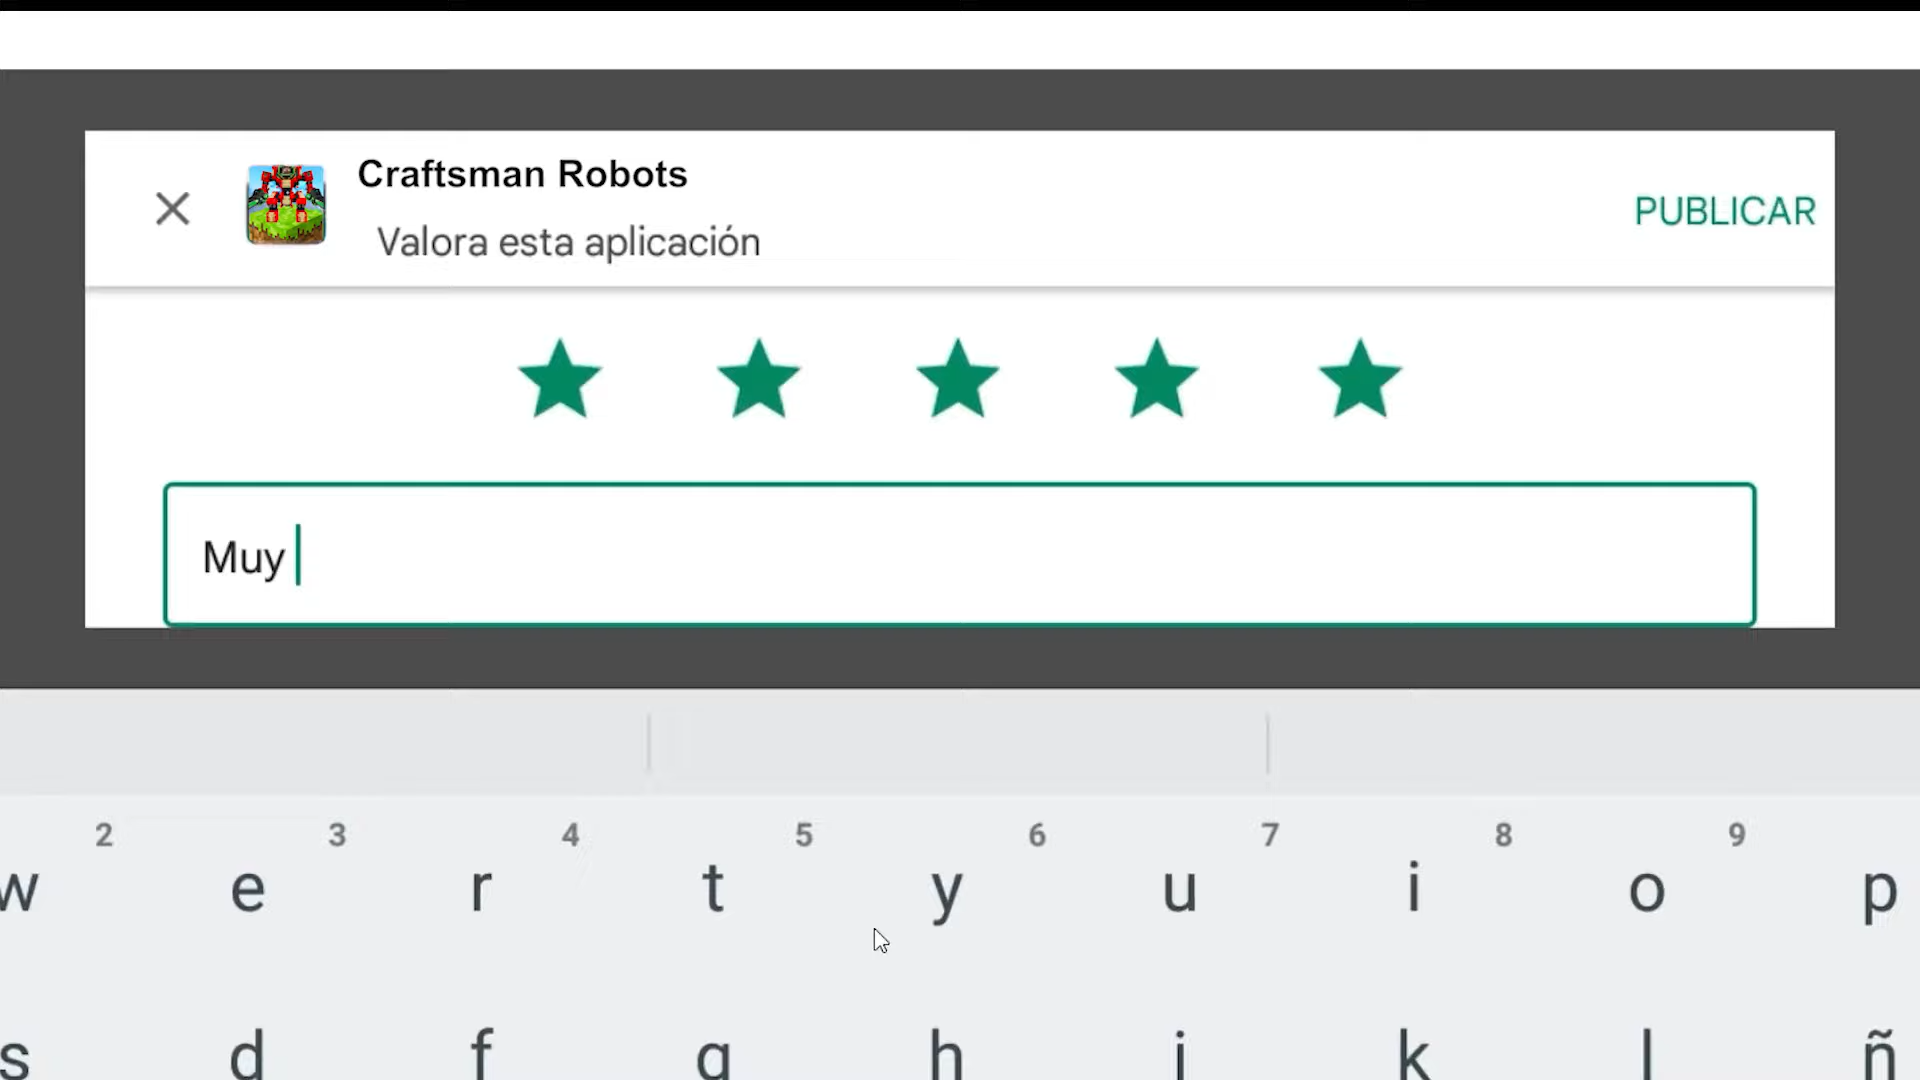 Craftsman Robots
Valora esta aplicación
PUBLICAR
Muy
2 3 4 5 6 7 8 9
w e r t y u i o p
s d f g h j k l ñ